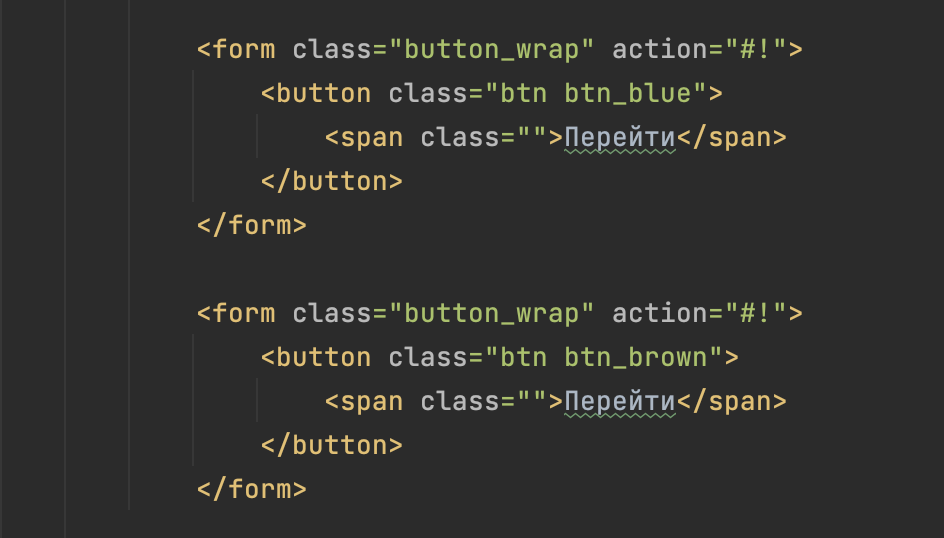 <form class="button_wrap" action="#!">
<button class="btn btn_blue">
<span class="">Перейти</span>
</button>
</form>
<form class="button_wrap" action="#!">
<button class="btn btn_brown">
<span class="">Перейти</span>
</button>
</form>